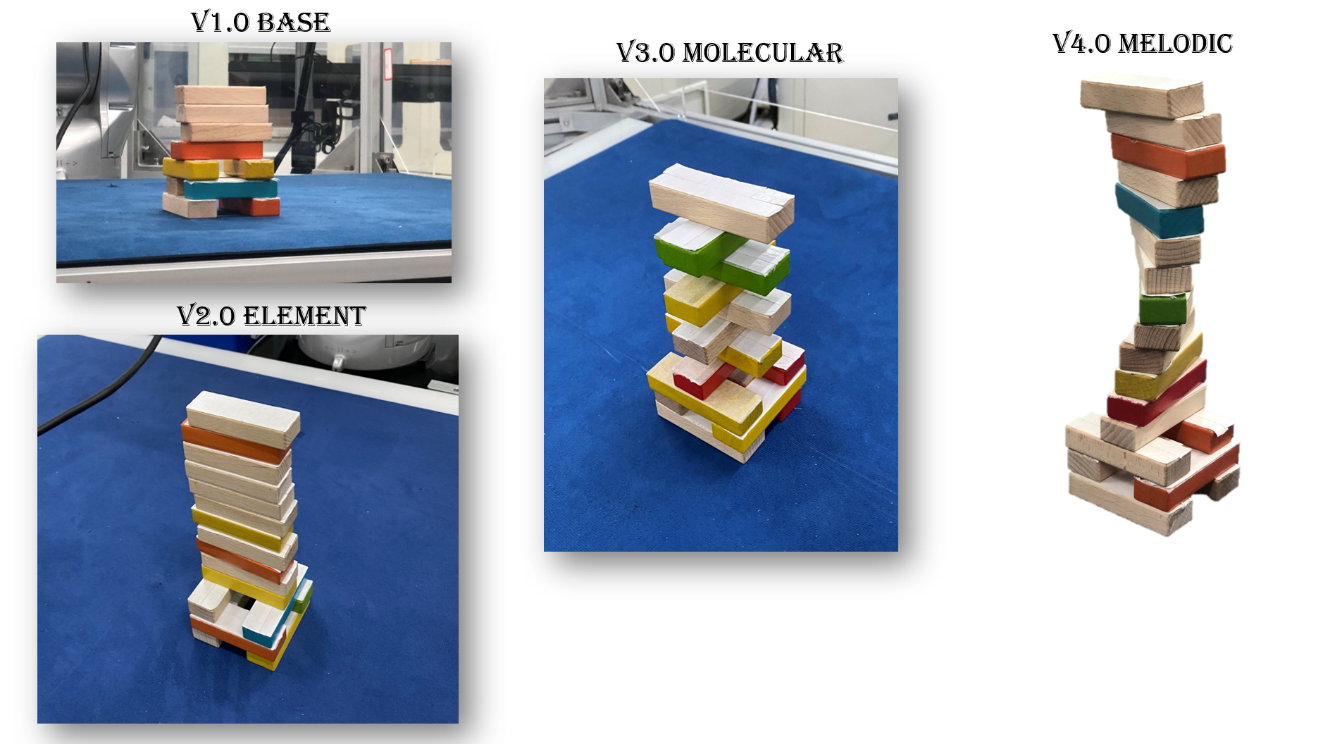 V1.0 BASE
V2.0 ELEMENT
V3.0 MOLECULAR
V4.0 MELODIC